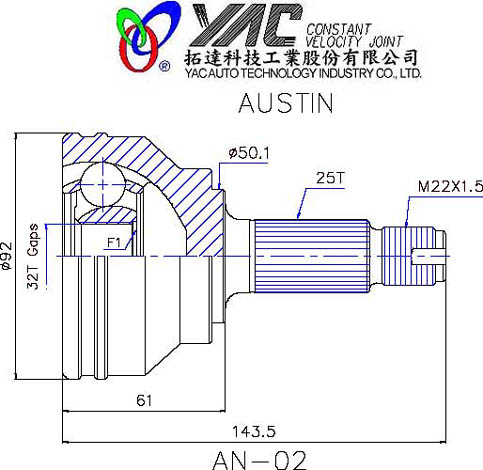 YAC CONSTANT
VELOCITY JOINT
®
拓達科技工業股份有限公司
YAC AUTO TECHNOLOGY INDUSTRY CO., LTD.
AUSTIN
ø50.1
25T
M22X1.5
ø92
32T Gaps
F1
61
143.5
AN-02